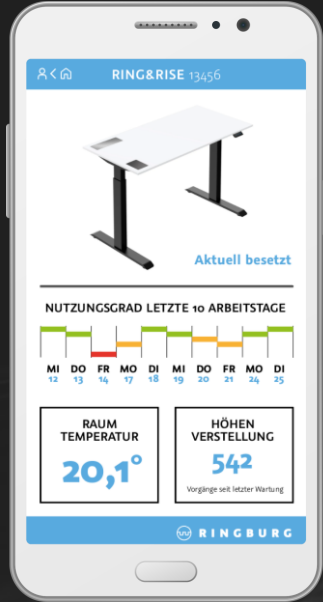 RING&RISE 13456
Aktuell besetzt
NUTZUNGSGRAD LETZTE 10 ARBEITSTAGE
MI DO FR MO DI MI DO FR MO DI
12 13 14 17 18 19 20 21 24 25
RAUM
TEMPERATUR
20,1°
HÖHEN
VERSTELLUNG
542
Vorgänge seit letzter Wartung
RINGBURG